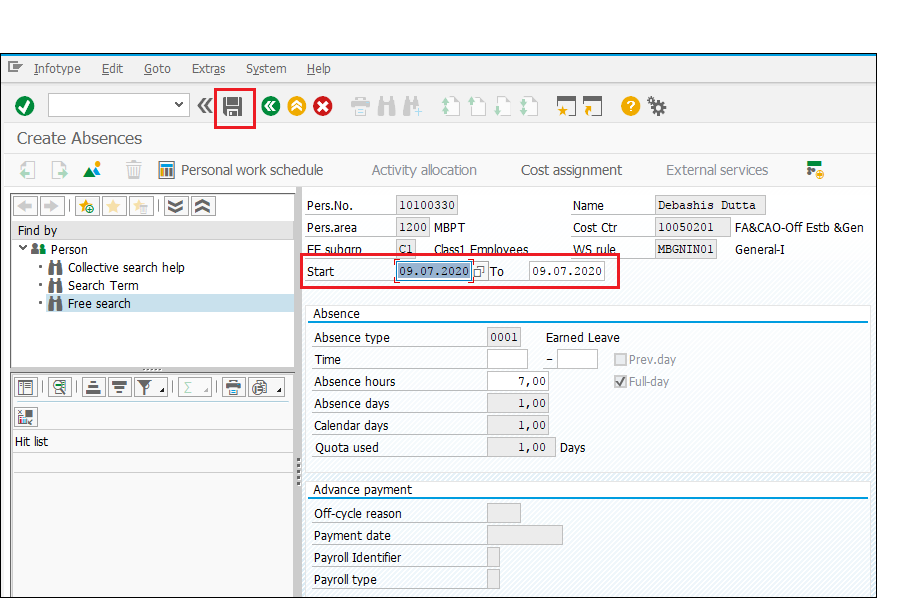 Infotype Edit Goto Extras System Help
Create Absences
Personal work schedule Activity allocation Cost assignment External services
Pers.No. 10100330 Name Debashis Dutta
Find by
Pers.area 1200 MBPT Cost Ctr 10050201 FA&CAO-Off Estb &Gen
Person
EE subgrp C1 Class1 Employees WS rule MBGNIN01 General-I
Collective search help
Start 09.07.2020 To 09.07.2020
Search Term
Free search
Absence
Absence type 0001 Earned Leave
Time – Prev.day
Absence hours 7,00 Full-day
Absence days 1,00
Calendar days 1,00
Hit list
Quota used 1,00 Days
Advance payment
Off-cycle reason
Payment date
Payroll Identifier
Payroll type